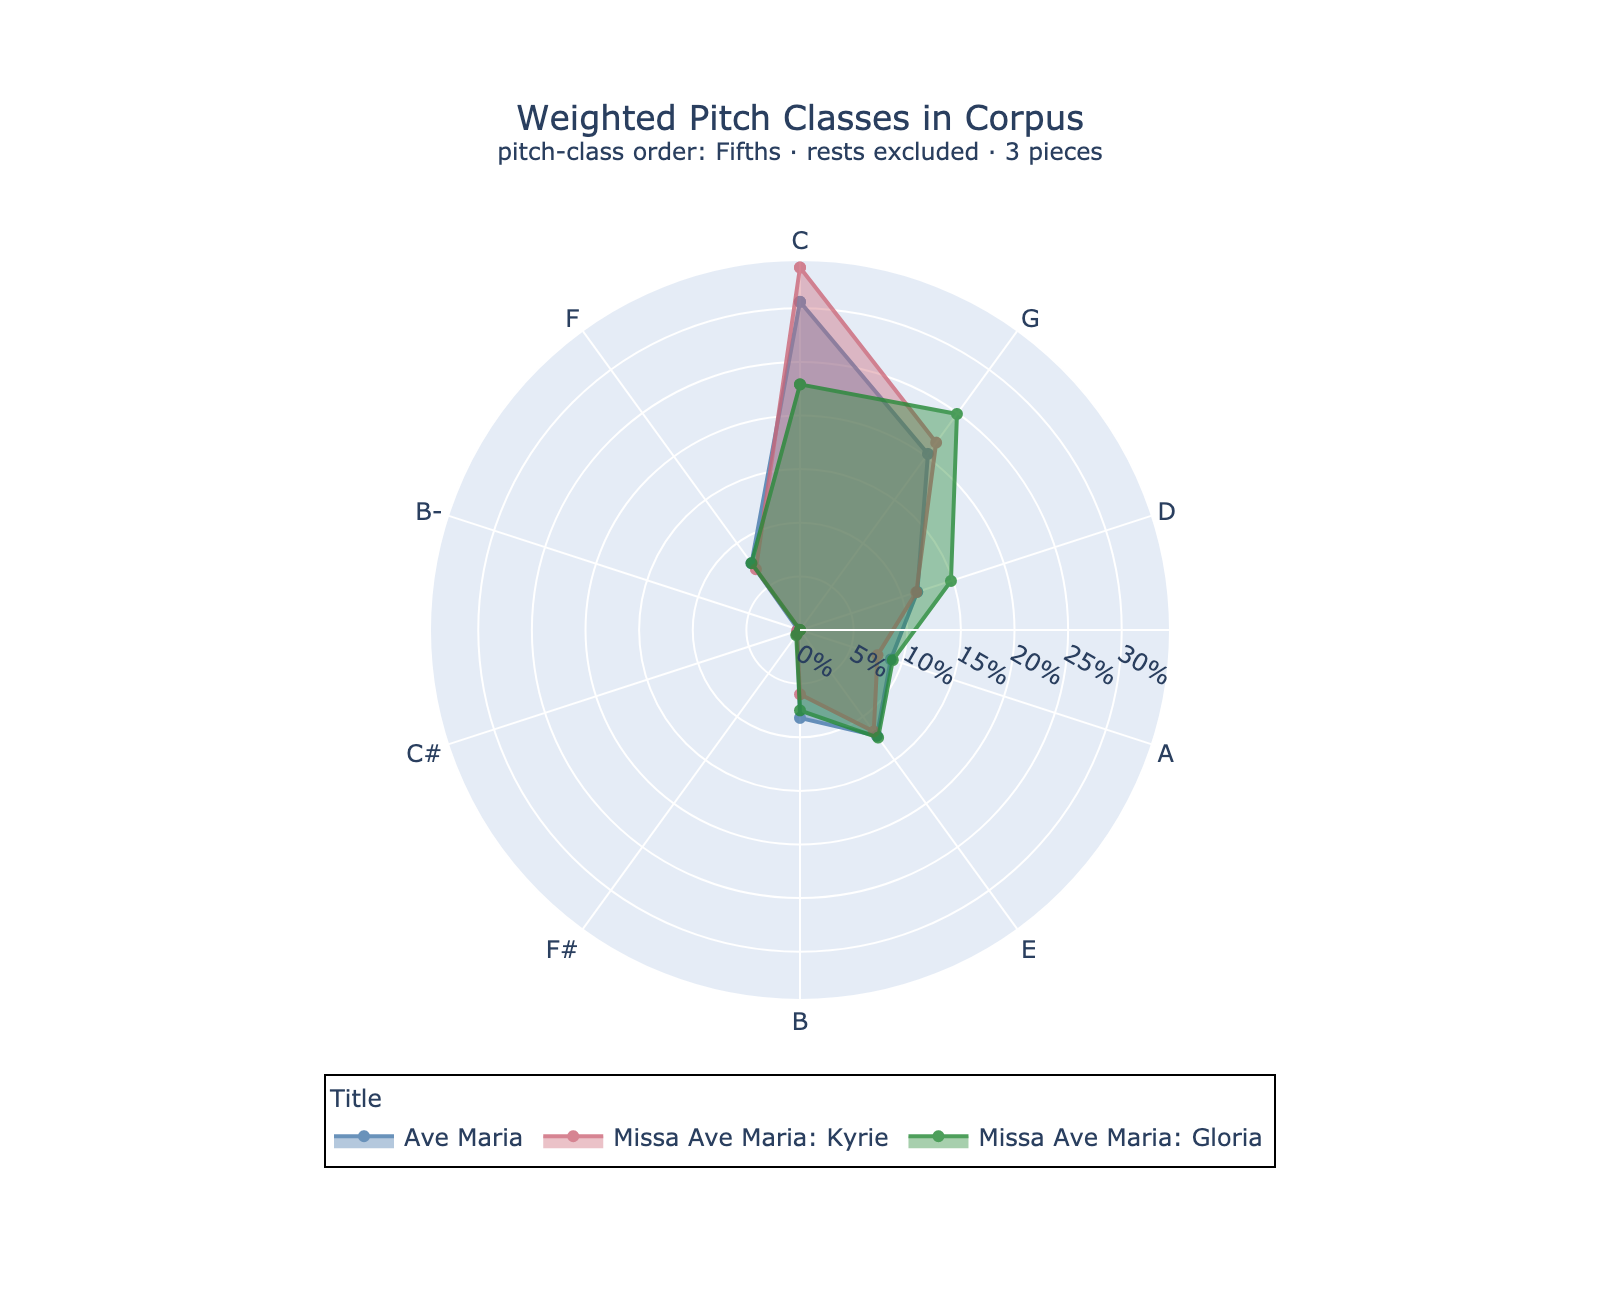 Weighted Pitch Classes in Corpus
pitch-class order: Fifths · rests excluded · 3 pieces
C
F
G
B-
D
0%
5%
10%
15%
20%
25%
30%
C#
A
F#
E
B
Title
Ave Maria
Missa Ave Maria: Kyrie
Missa Ave Maria: Gloria